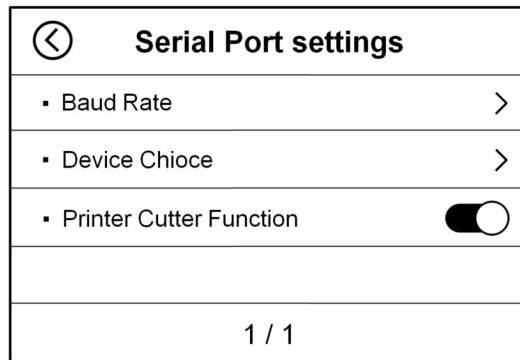 Serial Port settings
▪ Baud Rate
▪ Device Chioce
▪ Printer Cutter Function
1 / 1